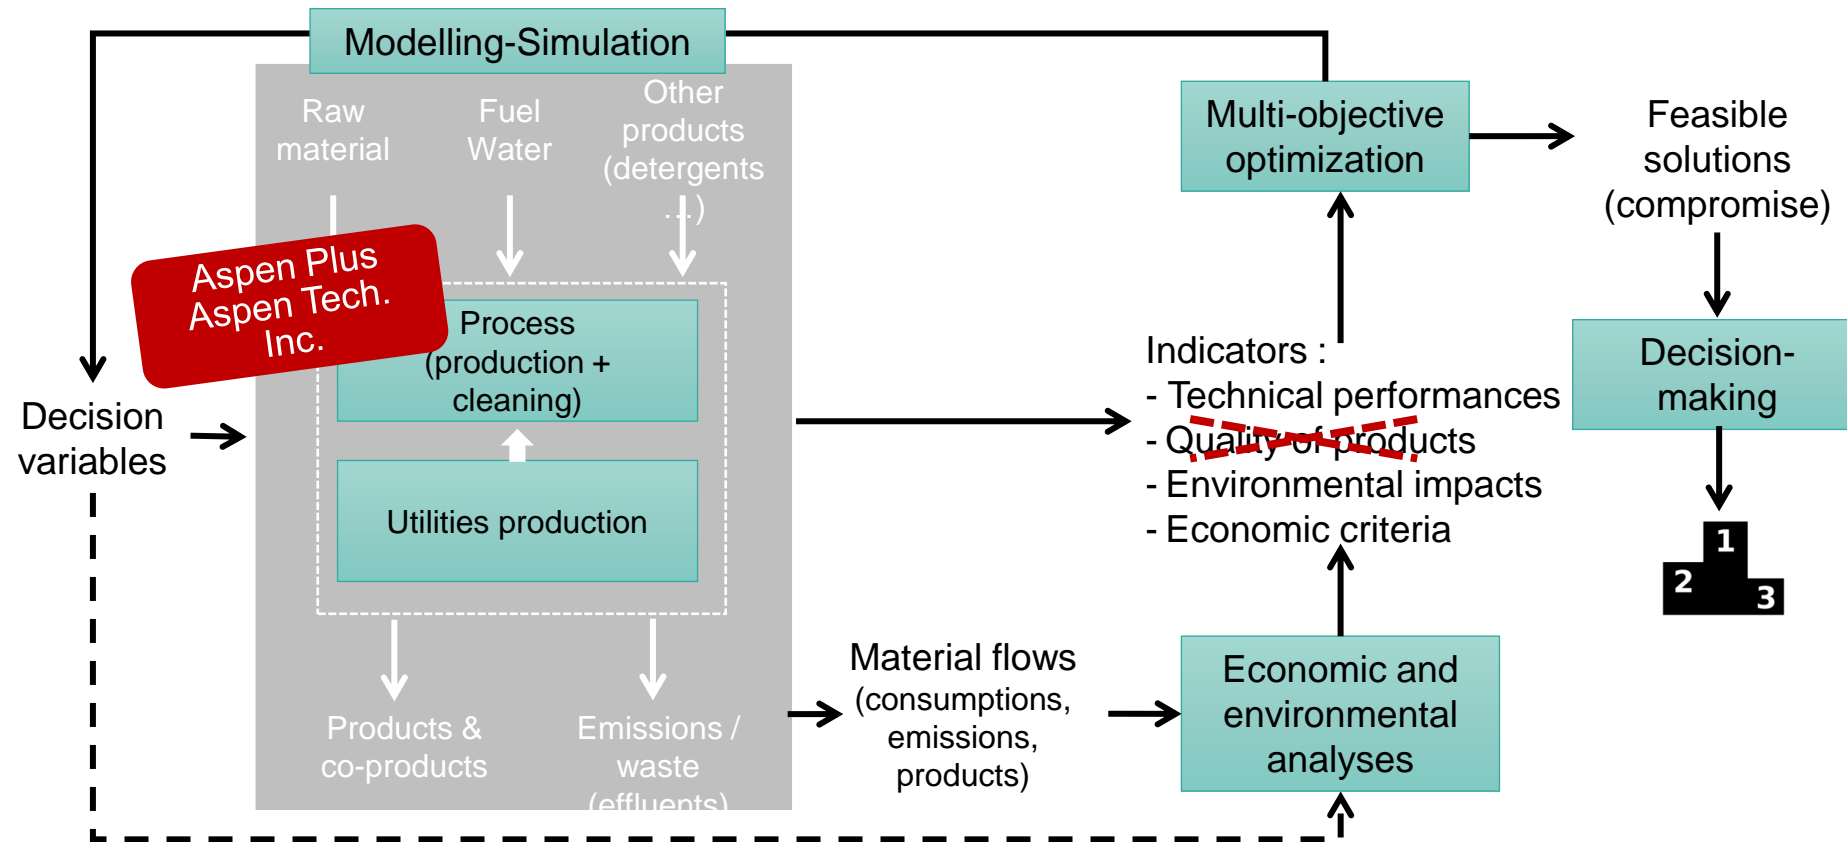 Modelling-Simulation
Raw
material
Fuel
Water
Other
products
(detergents
...)
Aspen Plus
Aspen Tech.
Inc.
Process
(production +
cleaning)
Utilities production
Products &
co-products
Emissions /
waste
(effluents)
Decision
variables
Material flows
(consumptions,
emissions,
products)
Multi-objective
optimization
Indicators :
- Technical performances
- Quality of products
- Environmental impacts
- Economic criteria
Economic and
environmental
analyses
Feasible
solutions
(compromise)
Decision-
making
1
2
3